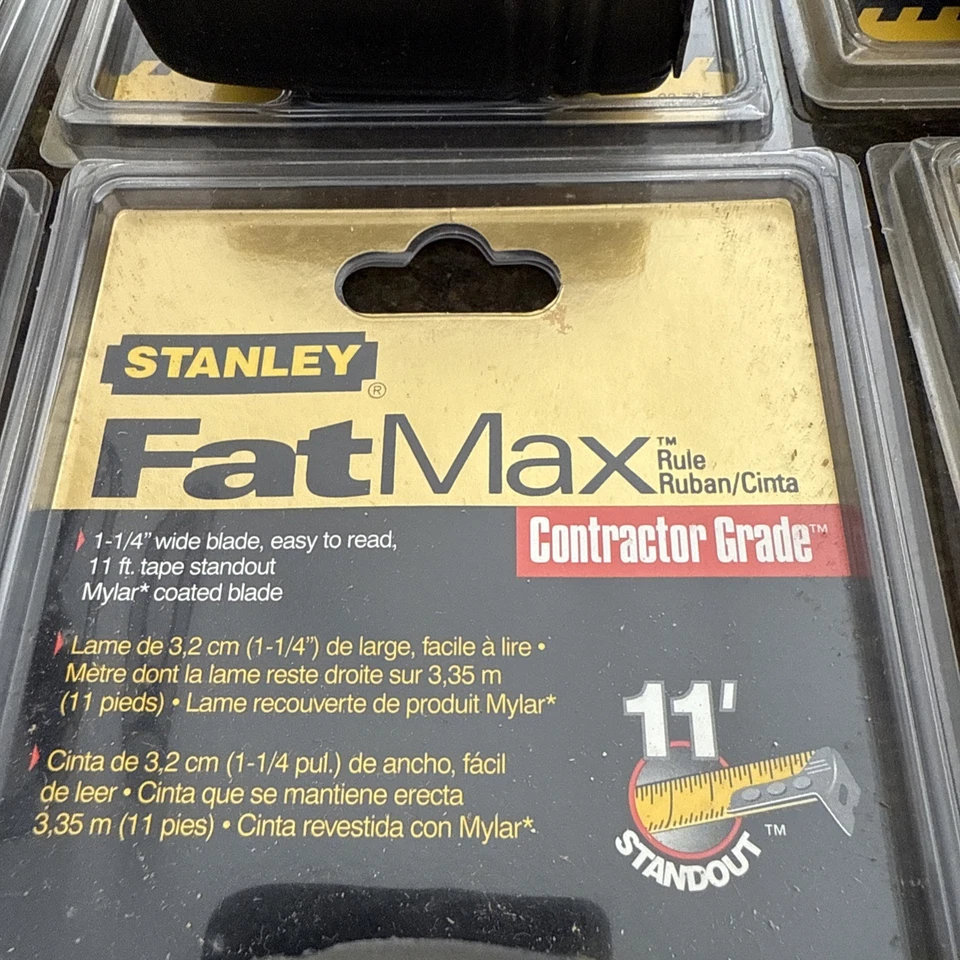 STANLEY
®
FatMax™
Rule
Ruban/Cinta
Contractor Grade™
1-1/4” wide blade, easy to read,
11 ft. tape standout
Mylar* coated blade
Lame de 3,2 cm (1-1/4”) de large, facile à lire •
Mètre dont la lame reste droite sur 3,35 m
(11 pieds) • Lame recouverte de produit Mylar*
Cinta de 3,2 cm (1-1/4 pul.) de ancho, fácil
de leer • Cinta que se mantiene erecta
3,35 m (11 pies) • Cinta revestida con Mylar*
11'
STANDOUT™